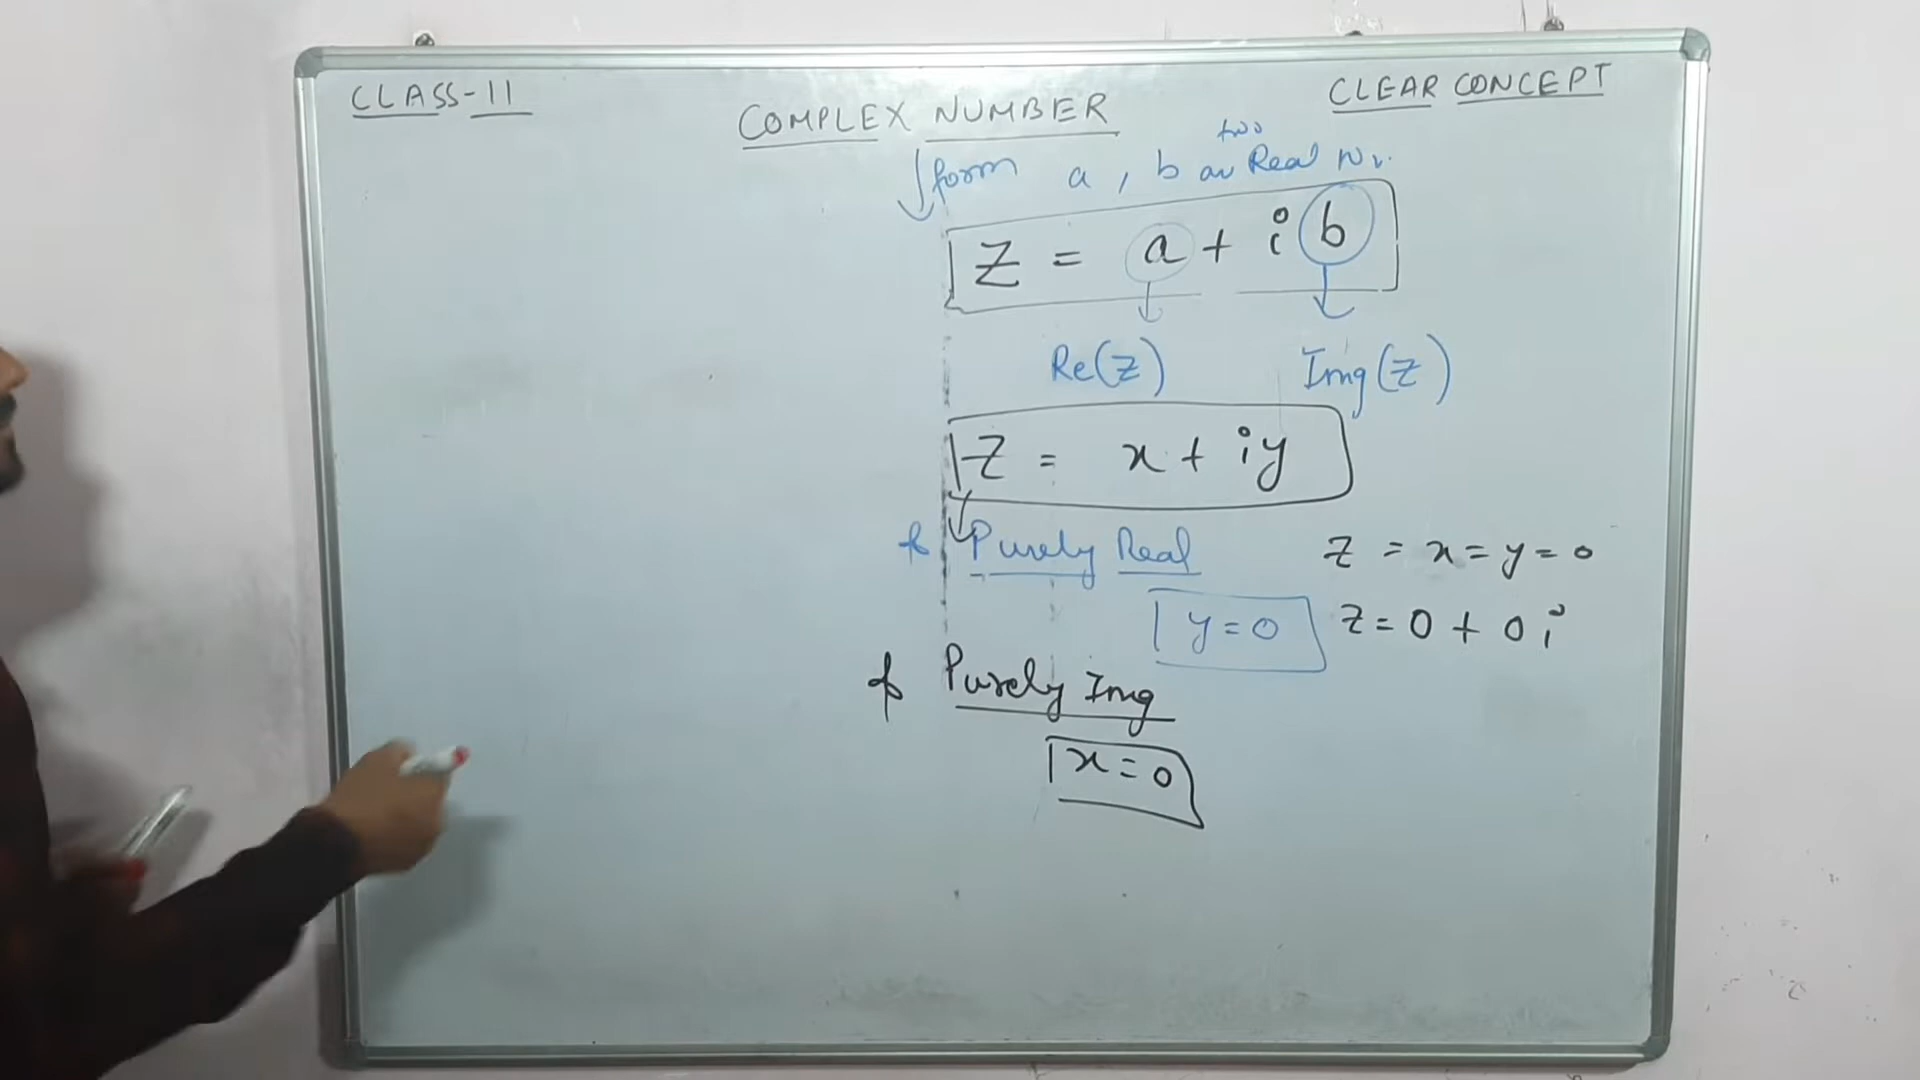 CLASS-11
COMPLEX NUMBER
CLEAR CONCEPT
two
form a, b are Real No.
Z = a + i b
Re(Z) Img(Z)
Z = x + iy
* Purely Real
y=0
Z = x = y = 0
Z = 0 + 0i
* Purely Img
x=0